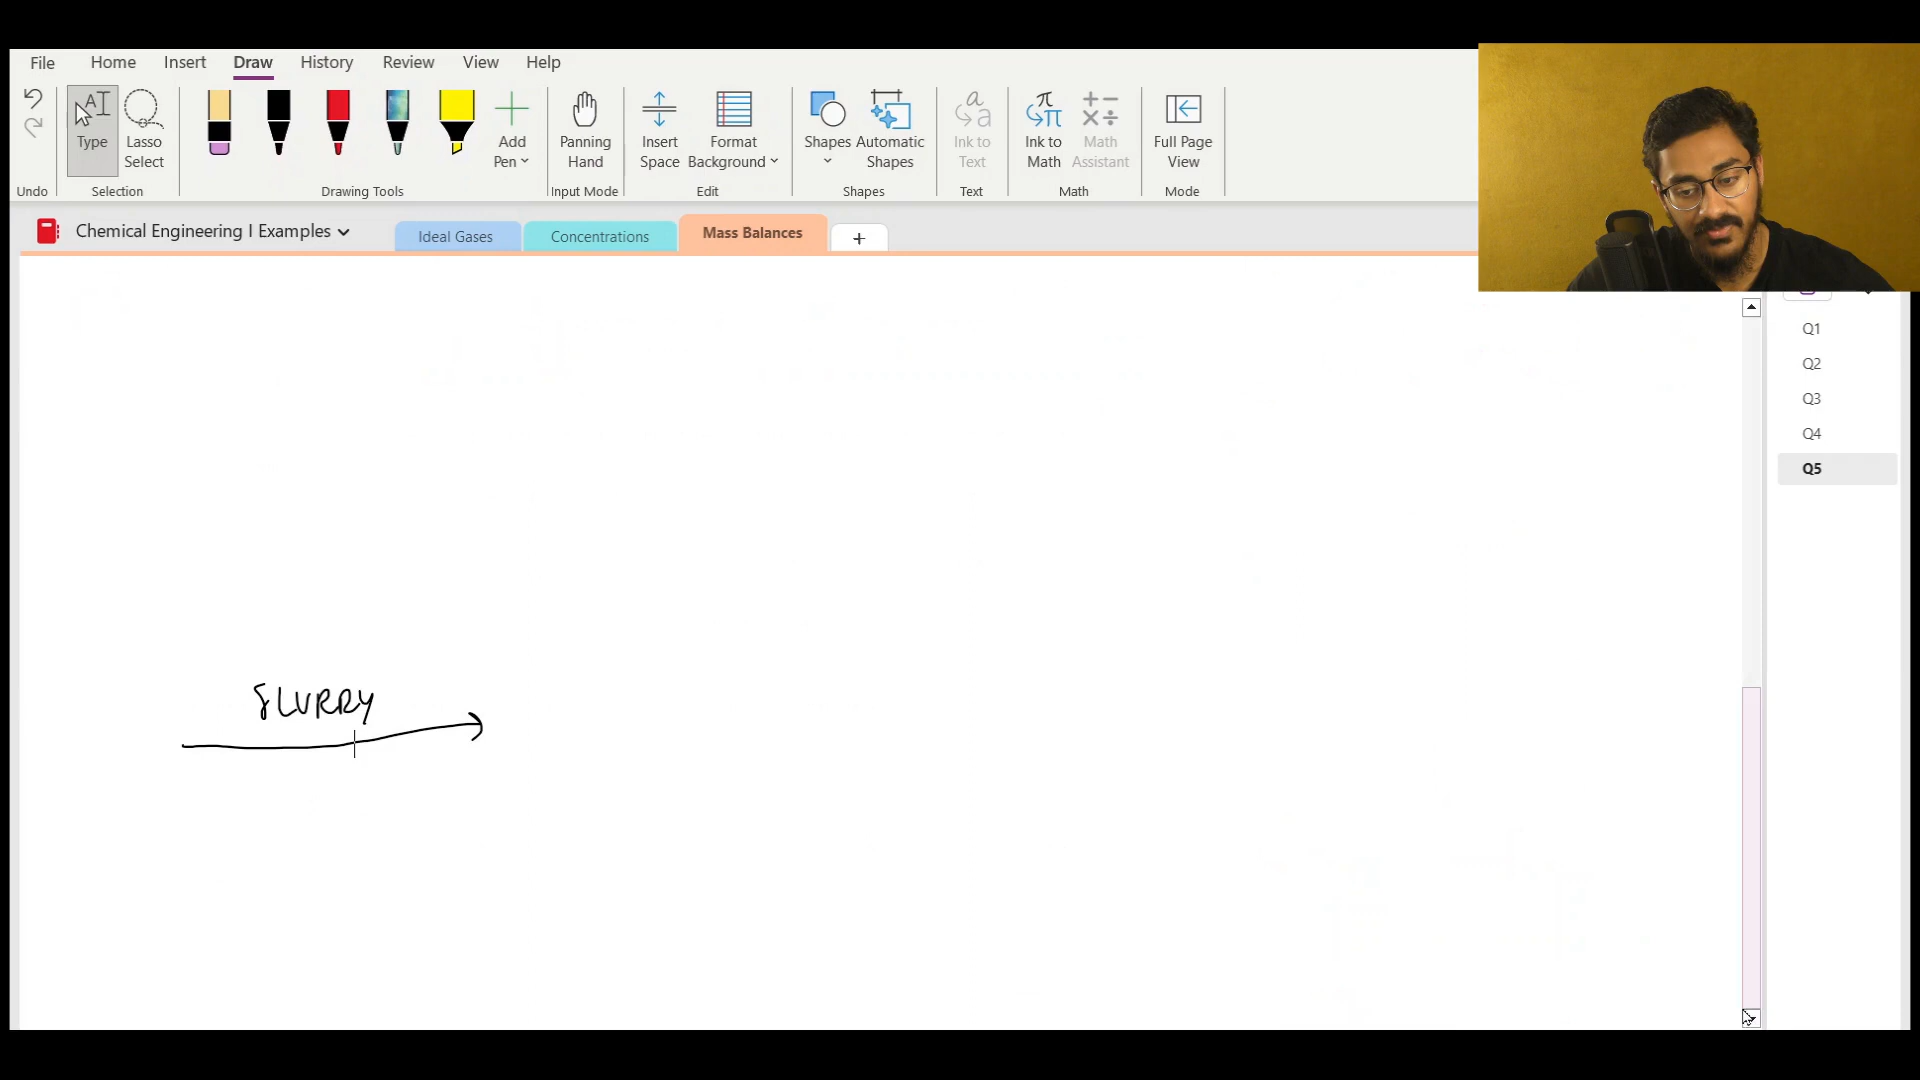 File Home Insert Draw History Review View Help
Type
Lasso Select
Add Pen
Panning Hand
Insert Space
Format Background
Shapes
Automatic Shapes
Ink to Text
Ink to Math
Math Assistant
Full Page View
Undo Selection Drawing Tools Input Mode Edit Shapes Text Math Mode
Chemical Engineering I Examples Ideal Gases Concentrations Mass Balances +
Q1
Q2
Q3
Q4
Q5
SLURRY